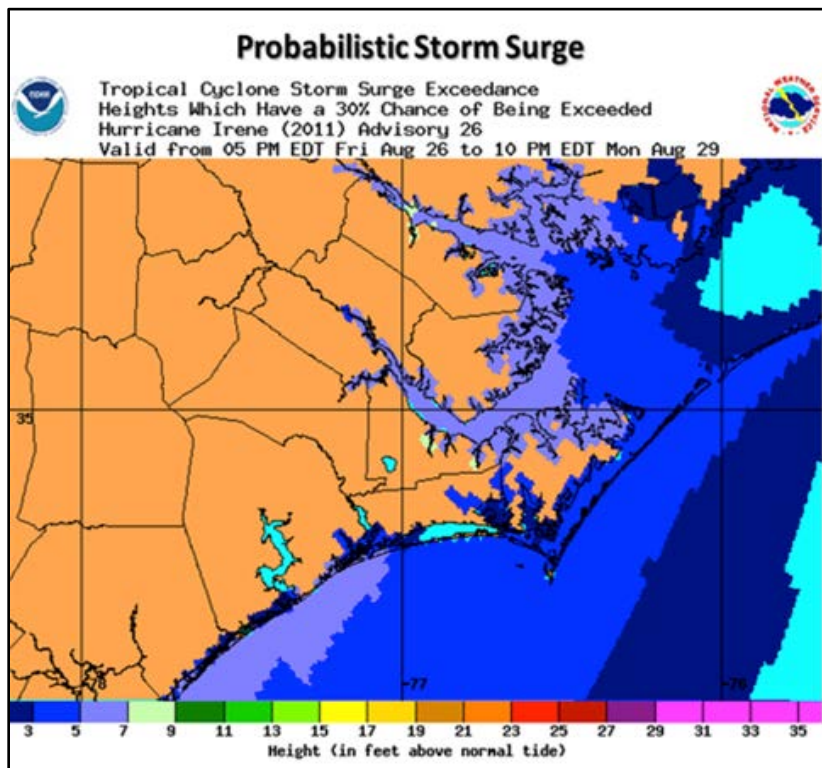 Probabilistic Storm Surge
Tropical Cyclone Storm Surge Exceedance
Heights Which Have a 30% Chance of Being Exceeded
Hurricane Irene (2011) Advisory 26
Valid from 05 PM EDT Fri Aug 26 to 10 PM EDT Mon Aug 29
NATIONAL WEATHER SERVICE
35
-77
-76
3 5 7 9 11 13 15 17 19 21 23 25 27 29 31 33 35
Height (in feet above normal tide)